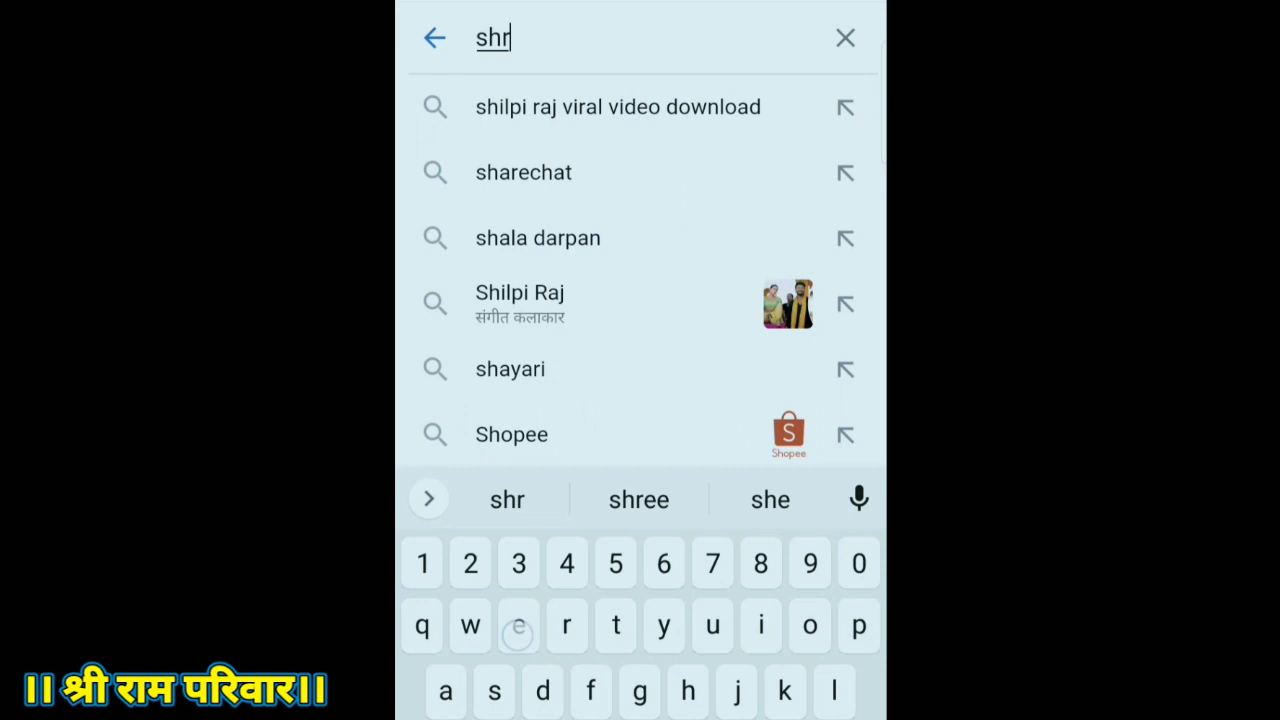 shr
shilpi raj viral video download
sharechat
shala darpan
Shilpi Raj
संगीत कलाकार
shayari
Shopee
S
Shopee
shr shree she
1 2 3 4 5 6 7 8 9 0
q w e r t y u i o p
a s d f g h j k l
।। श्री राम परिवार।।